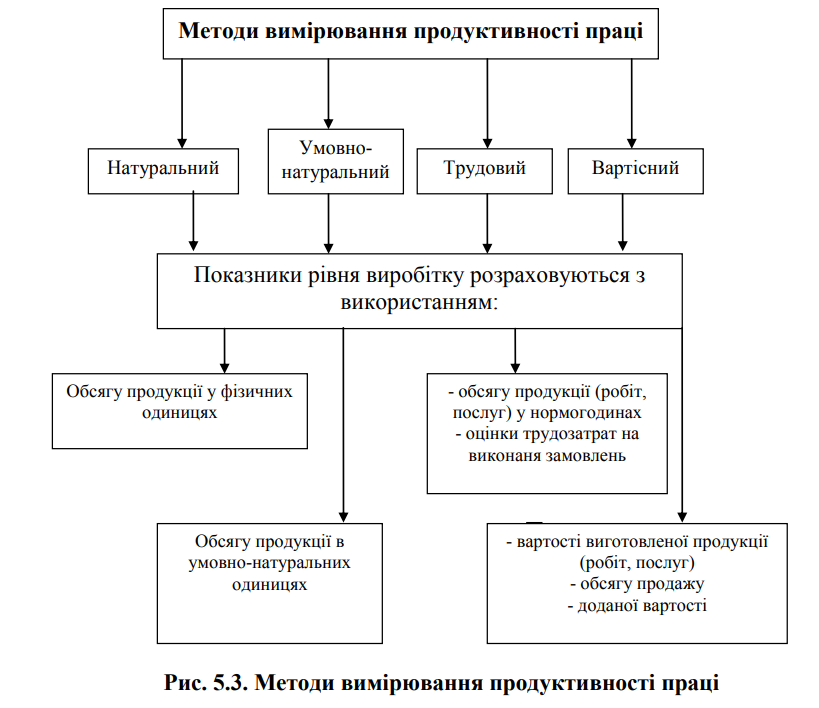 Методи вимірювання продуктивності праці
Натуральний
Умовно-
натуральний
Трудовий
Вартісний
Показники рівня виробітку розраховуються з
використанням:
Обсягу продукції у фізичних
одиницях
- обсягу продукції (робіт,
послуг) у нормогодинах
- оцінки трудозатрат на
виконаня замовлень
Обсягу продукції в
умовно-натуральних
одиницях
- вартості виготовленої продукції
(робіт, послуг)
- обсягу продажу
- доданої вартості
Рис. 5.3. Методи вимірювання продуктивності праці